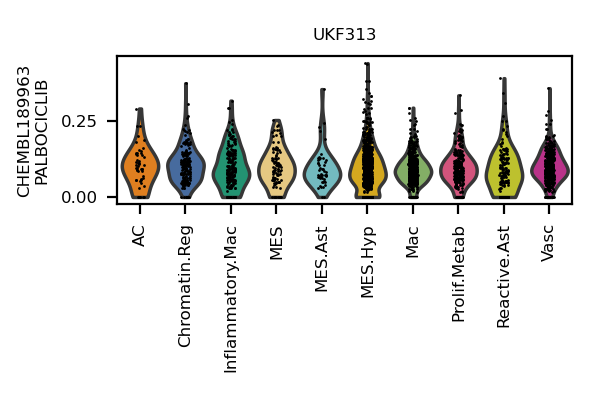 UKF313
CHEMBL189963
PALBOCICLIB
0.25
0.00
AC
Chromatin.Reg
Inflammatory.Mac
MES
MES.Ast
MES.Hyp
Mac
Prolif.Metab
Reactive.Ast
Vasc